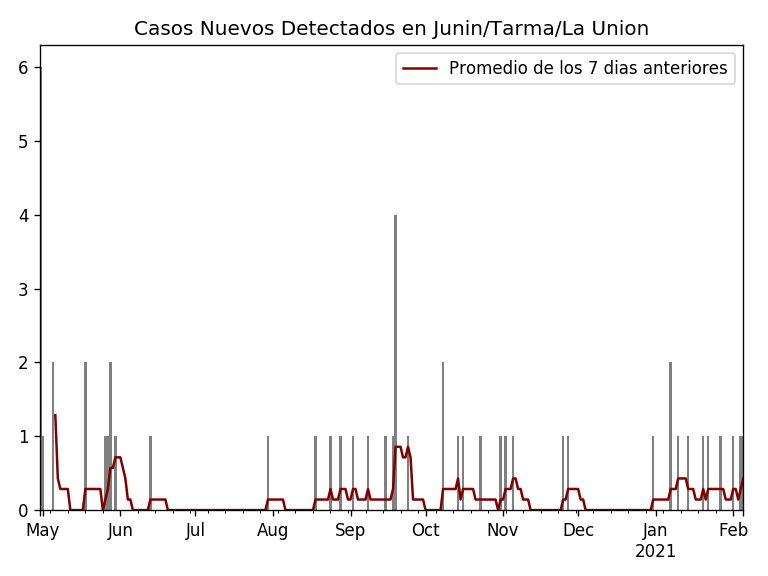 Casos Nuevos Detectados en Junin/Tarma/La Union
Promedio de los 7 dias anteriores
6
5
4
3
2
1
0
May Jun Jul Aug Sep Oct Nov Dec Jan Feb
2021